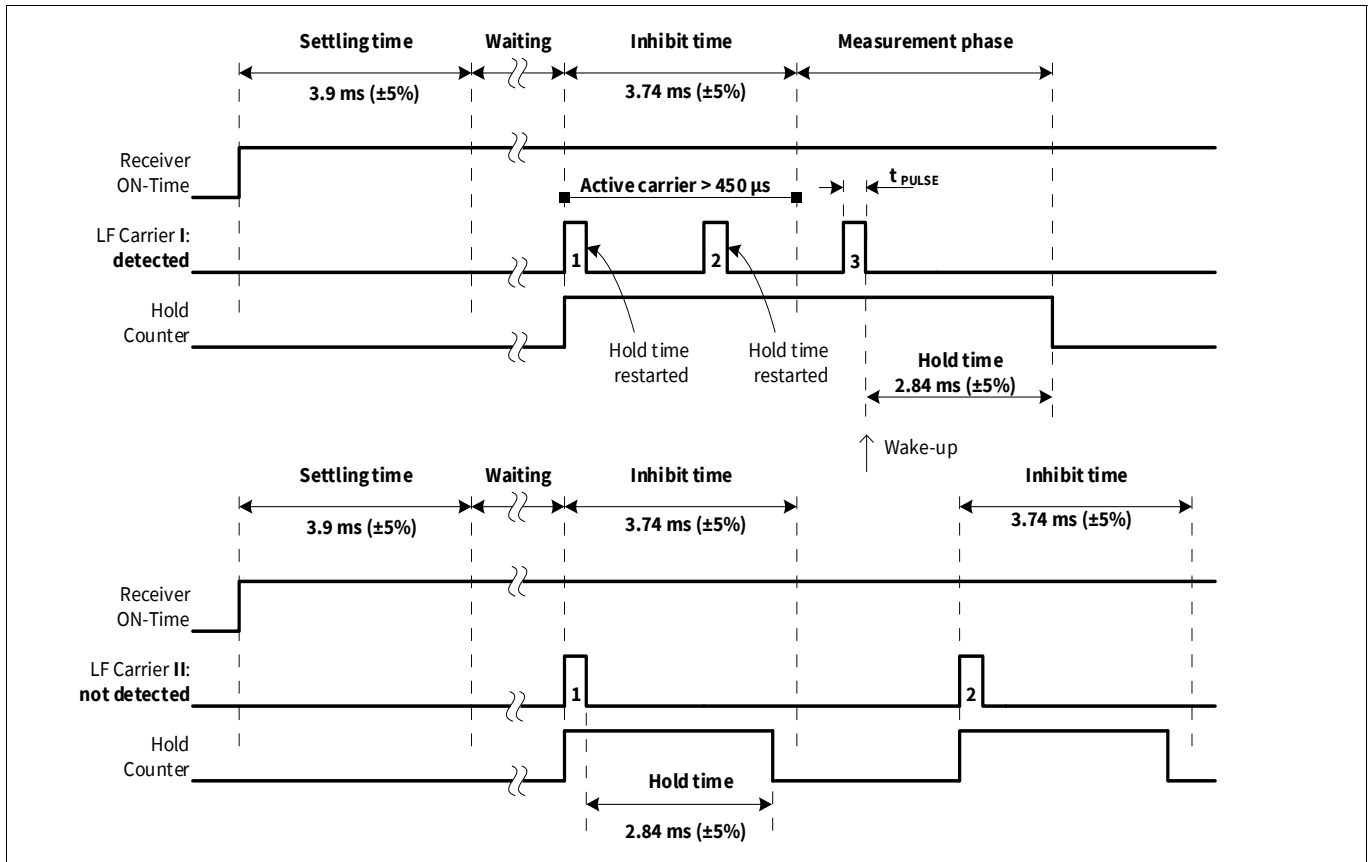 Settling time
Waiting
Inhibit time
Measurement phase
3.9 ms (±5%)
3.74 ms (±5%)
Receiver
ON-Time
Active carrier > 450 µs
t PULSE
LF Carrier I:
detected
1
2
3
Hold
Counter
Hold time
restarted
Hold time
restarted
Hold time
2.84 ms (±5%)
Wake-up
Settling time
Waiting
Inhibit time
Inhibit time
3.9 ms (±5%)
3.74 ms (±5%)
3.74 ms (±5%)
Receiver
ON-Time
LF Carrier II:
not detected
1
2
Hold
Counter
Hold time
2.84 ms (±5%)